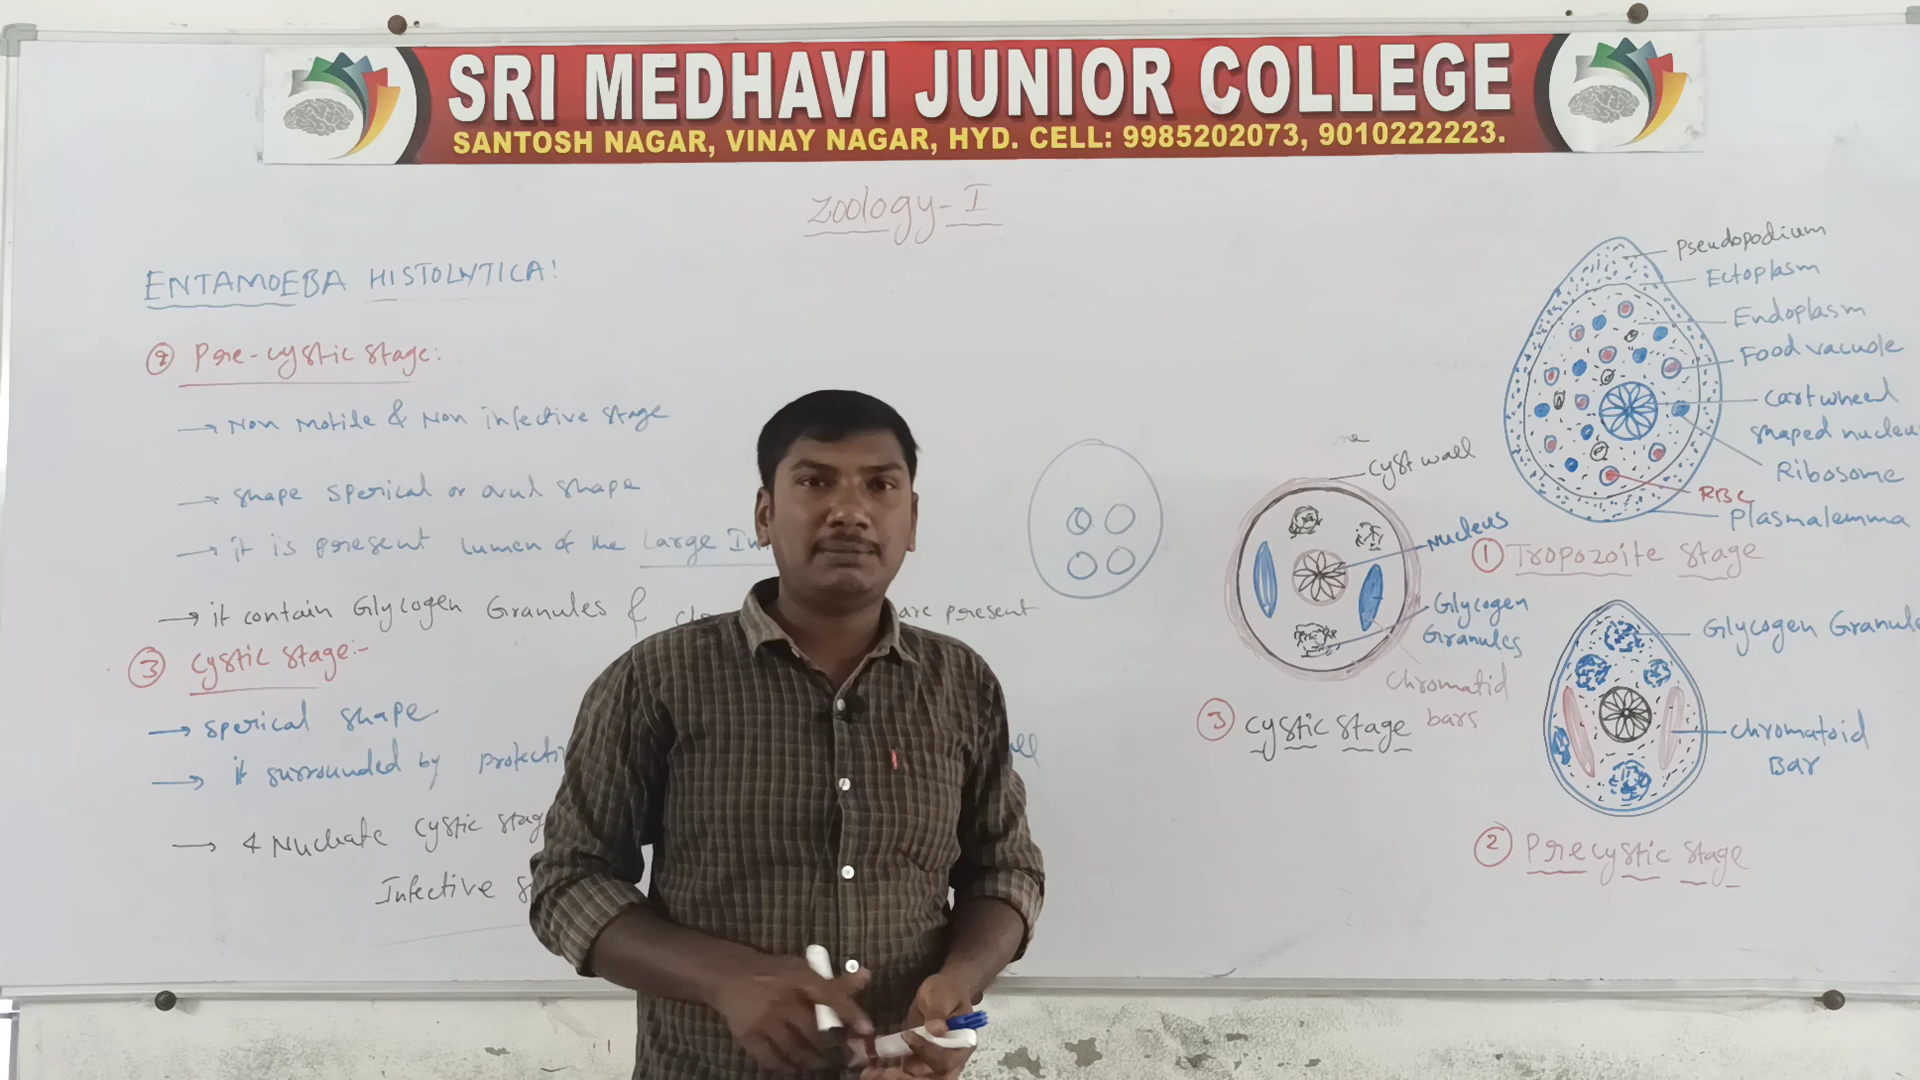 SRI MEDHAVI JUNIOR COLLEGE
SANTOSH NAGAR, VINAY NAGAR, HYD. CELL: 9985202073, 9010222223.
Zoology-I
ENTAMOEBA HISTOLYTICA:
② Pre-cystic stage:
→ Non Motile & Non infective stage
→ shape sperical or oval shape
→ it is present lumen of the Large In
→ it contain Glycogen Granules & are present
③ Cystic stage:-
→ sperical shape
→ it surrounded by protecti
→ 4 Nucleate cystic stag
Infective s
Pseudopodium
Ectoplasm
Endoplasm
Food vacuole
Cartwheel
shaped nucleus
Ribosome
RBC
Plasmalemma
① Tropozoite Stage
Cyst wall
Nucleus
Glycogen
Granules
Chromatid
bars
③ Cystic Stage
Glycogen Granule
Chromatoid
Bar
② Precystic Stage